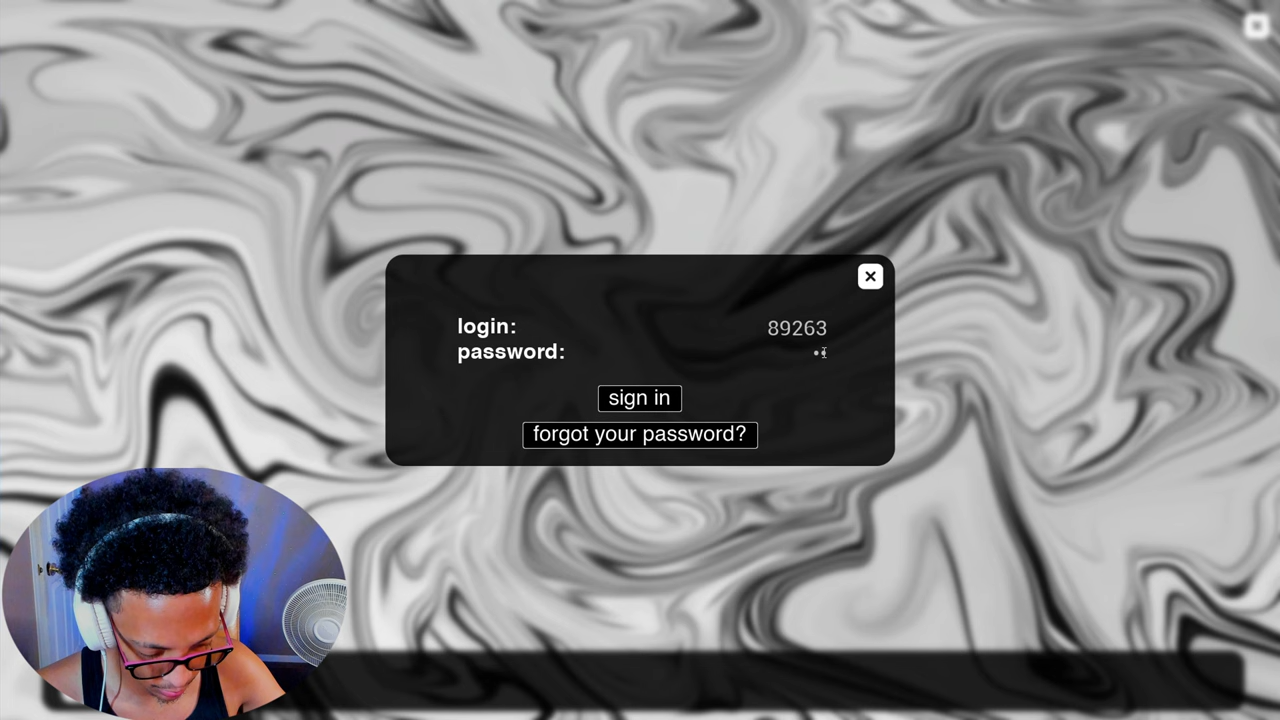 login: 89263
password: ••
sign in
forgot your password?